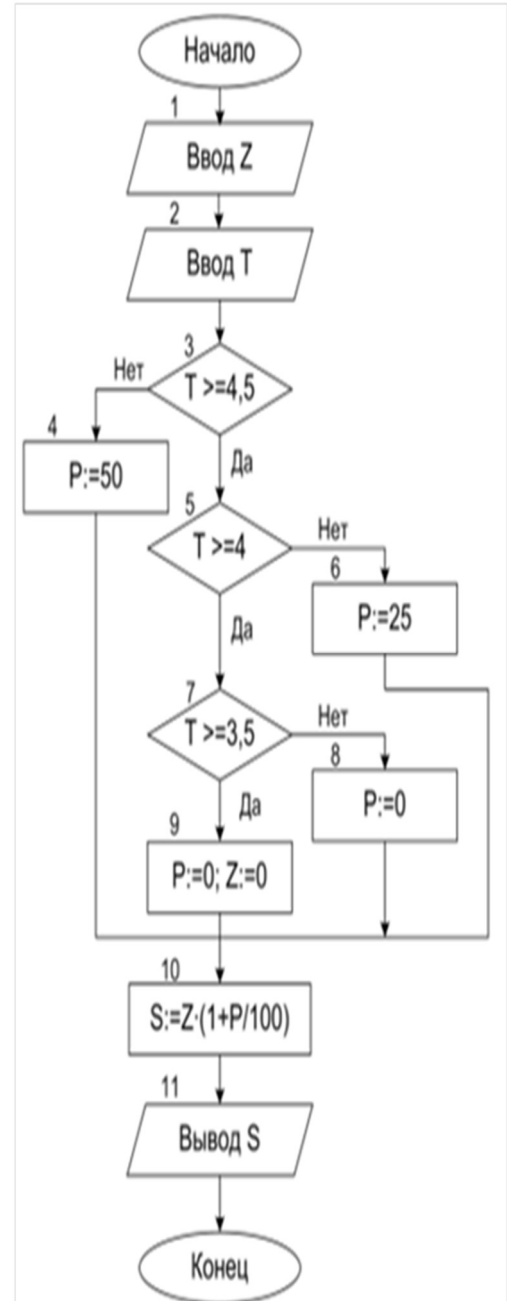 Начало
1
Ввод Z
2
Ввод T
3
Нет
T >=4,5
4
P:=50
Да
5
Нет
T >=4
6
P:=25
Да
7
Нет
T >=3,5
8
P:=0
Да
9
P:=0; Z:=0
10
S:=Z·(1+P/100)
11
Вывод S
Конец